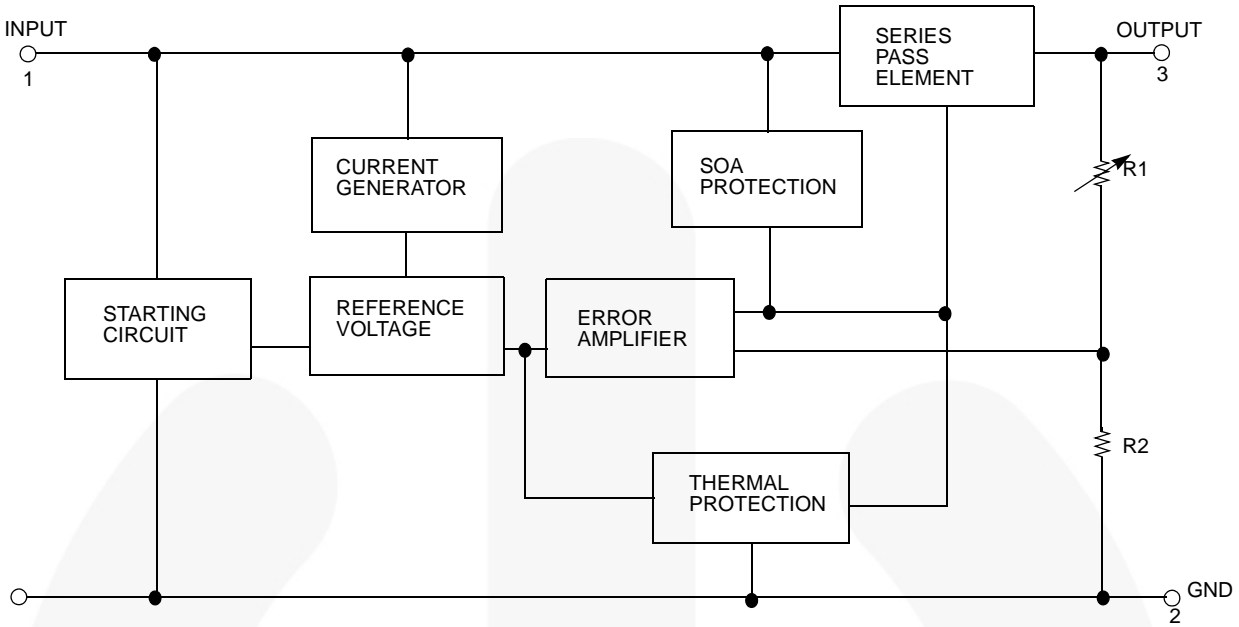 INPUT
1
SERIES
PASS
ELEMENT
OUTPUT
3
CURRENT
GENERATOR
SOA
PROTECTION
R1
STARTING
CIRCUIT
REFERENCE
VOLTAGE
ERROR
AMPLIFIER
R2
THERMAL
PROTECTION
GND
2